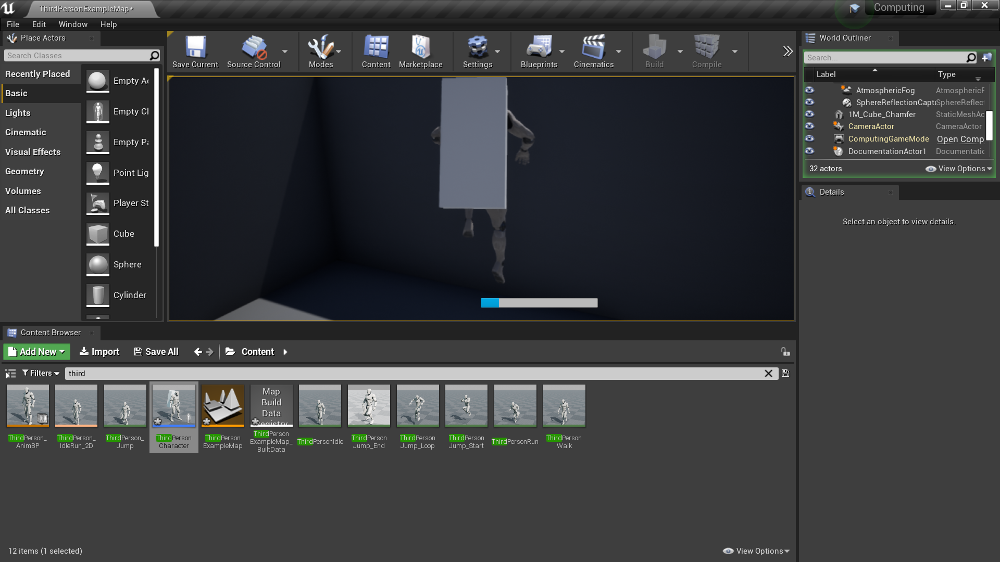 ThirdPersonExampleMap*
Computing
File Edit Window Help
Place Actors
Search Classes
Recently Placed
Basic
Lights
Cinematic
Visual Effects
Geometry
Volumes
All Classes
Empty Ac
Empty Cl
Empty Pa
Point Lig
Player St
Cube
Sphere
Cylinder
Save Current
Source Control
Modes
Content
Marketplace
Settings
Blueprints
Cinematics
Build
Compile
World Outliner
Search...
Label Type
AtmosphericFog AtmosphericF
SphereReflectionCaptu SphereReflect
1M_Cube_Chamfer StaticMeshAc
CameraActor CameraActor
ComputingGameMode Open Comp
DocumentationActor1 Documentatic
32 actors View Options
Details
Select an object to view details.
Content Browser
Add New Import Save All Content
Filters third
Map
Build
Data
Registry
ThirdPerson_
AnimBP
ThirdPerson_
IdleRun_2D
ThirdPerson_
Jump
ThirdPerson
Character
ThirdPerson
ExampleMap
ThirdPerson
ExampleMap_
BuiltData
ThirdPersonIdle
ThirdPerson
Jump_End
ThirdPerson
Jump_Loop
ThirdPerson
Jump_Start
ThirdPersonRun
ThirdPerson
Walk
12 items (1 selected)
View Options